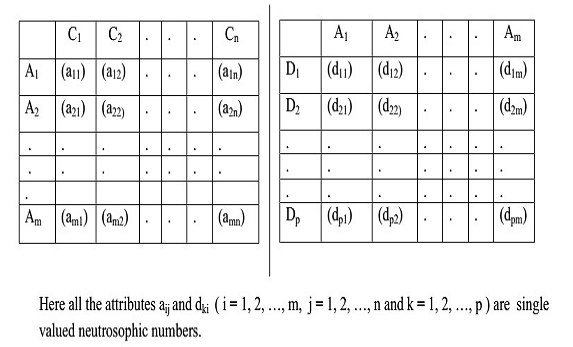 C₁ C₂ . . . Cₙ
A₁ (a₁₁) (a₁₂) . . . (a₁ₙ)
A₂ (a₂₁) (a₂₂) . . . (a₂ₙ)
. . . . . . .
. . . . . . .
.
Aₘ (aₘ₁) (aₘ₂) . . . (aₘₙ)
A₁ A₂ . . . Aₘ
D₁ (d₁₁) (d₁₂) . . . (d₁ₘ)
D₂ (d₂₁) (d₂₂) . . . (d₂ₘ)
. . . . . . .
. . . . . . .
. . . . . . .
Dₚ (dₚ₁) (dₚ₂) . . . (dₚₘ)
Here all the attributes aᵢⱼ and dₖᵢ ( i = 1, 2, …, m, j = 1, 2, …, n and k = 1, 2, …, p ) are single
valued neutrosophic numbers.